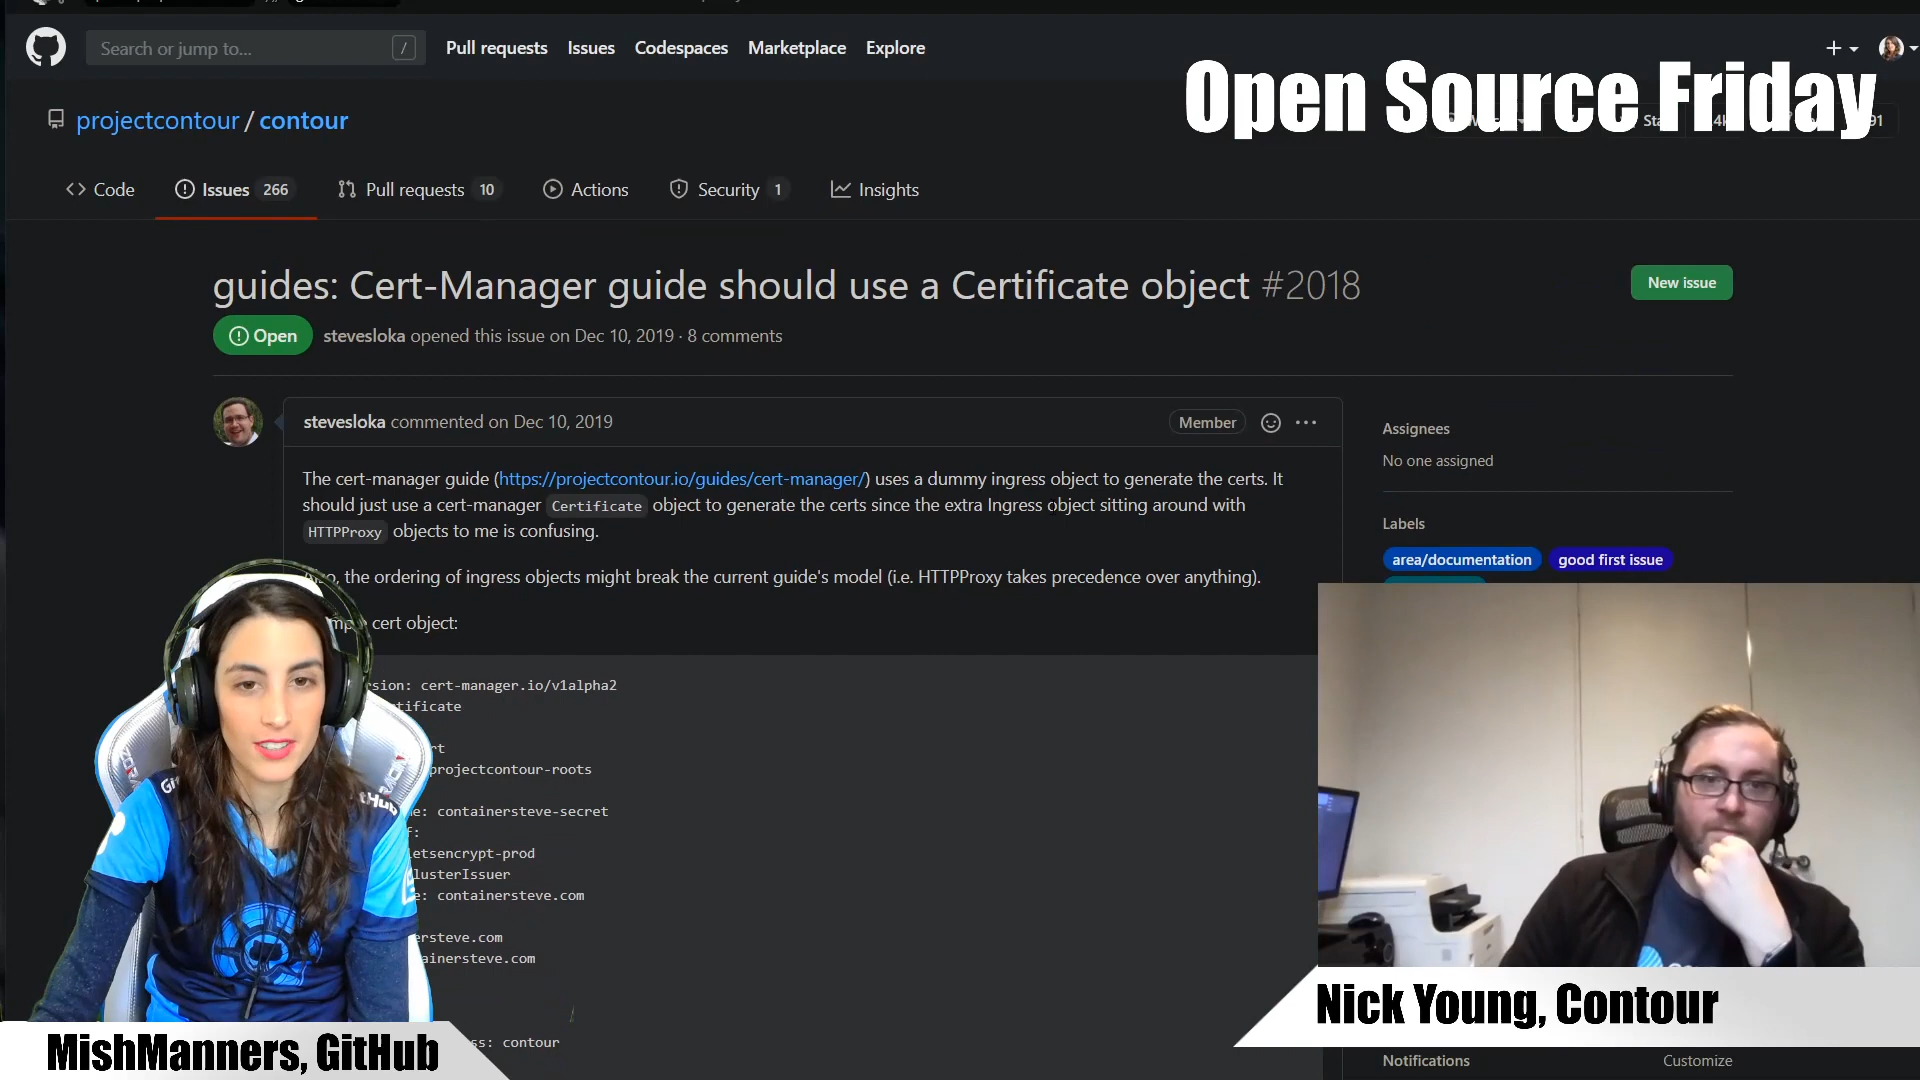 Search or jump to... /
Pull requests Issues Codespaces Marketplace Explore
Open Source Friday
projectcontour / contour
Code Issues 266 Pull requests 10 Actions Security 1 Insights
guides: Cert-Manager guide should use a Certificate object #2018
New issue
Open stevesloka opened this issue on Dec 10, 2019 · 8 comments
stevesloka commented on Dec 10, 2019 Member
The cert-manager guide (https://projectcontour.io/guides/cert-manager/) uses a dummy ingress object to generate the certs. It
should just use a cert-manager Certificate object to generate the certs since the extra Ingress object sitting around with
HTTPProxy objects to me is confusing.
the ordering of ingress objects might break the current guide's model (i.e. HTTPProxy takes precedence over anything).
cert object:
Assignees
No one assigned
Labels
area/documentation good first issue
sion: cert-manager.io/v1alpha2
tificate
rt
projectcontour-roots
e: containersteve-secret
f:
letsencrypt-prod
lusterIssuer
e: containersteve.com
ersteve.com
ainersteve.com
ss: contour
Nick Young, Contour
MishManners, GitHub
Notifications Customize